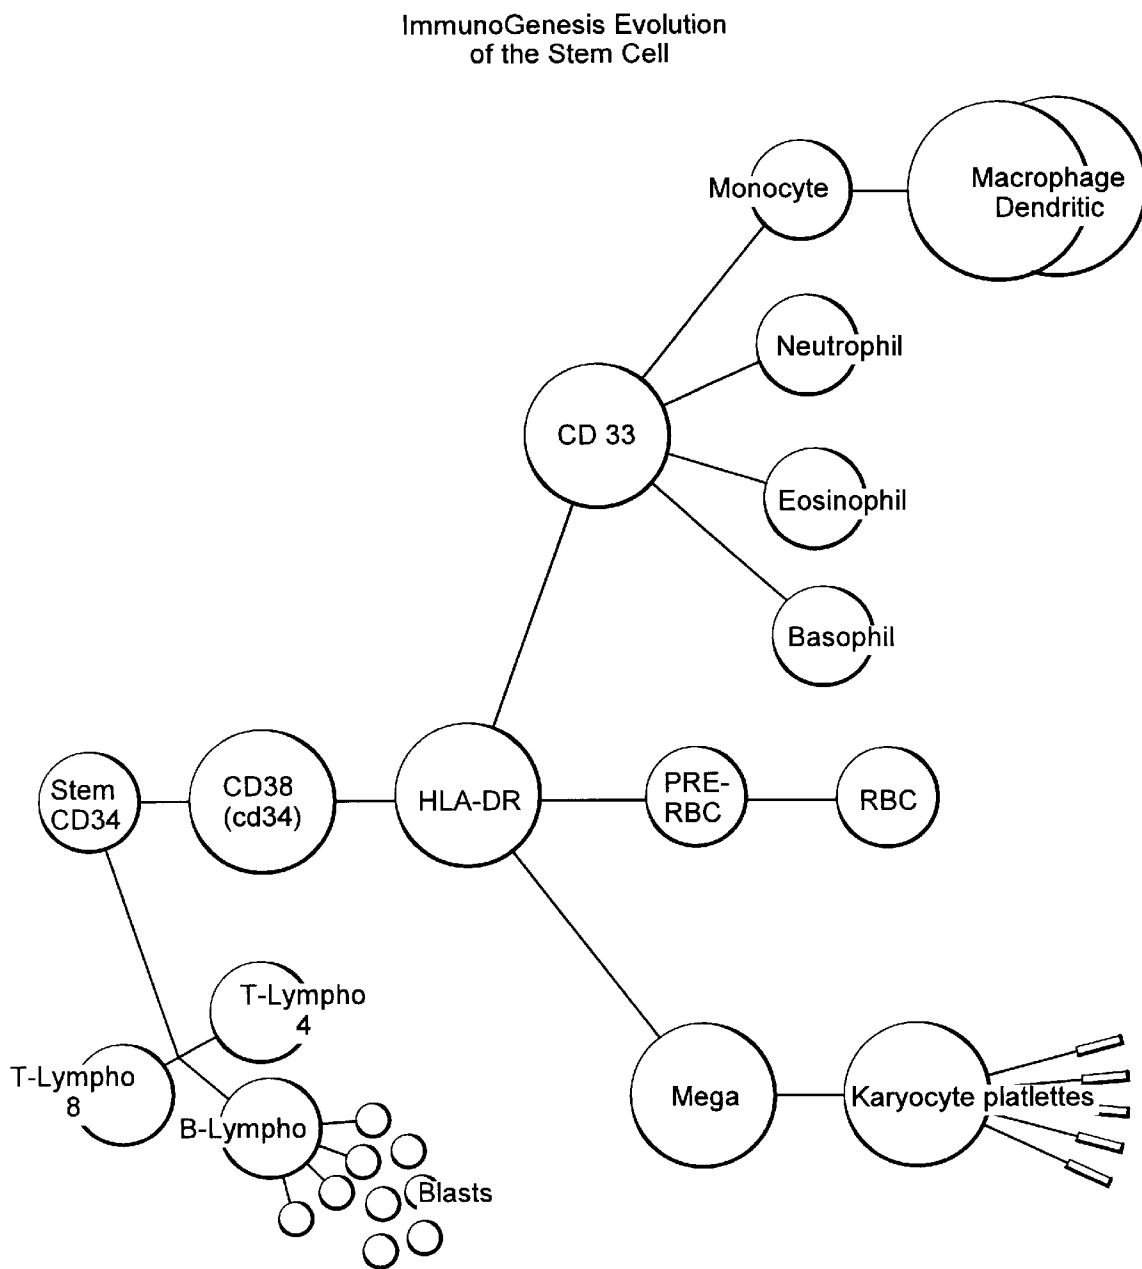 ImmunoGenesis Evolution
of the Stem Cell
Monocyte
Macrophage
Dendritic
Neutrophil
CD 33
Eosinophil
Basophil
Stem
CD34
CD38
(cd34)
HLA-DR
PRE-
RBC
RBC
T-Lympho
4
T-Lympho
8
B-Lympho
Blasts
Mega
Karyocyte platlettes